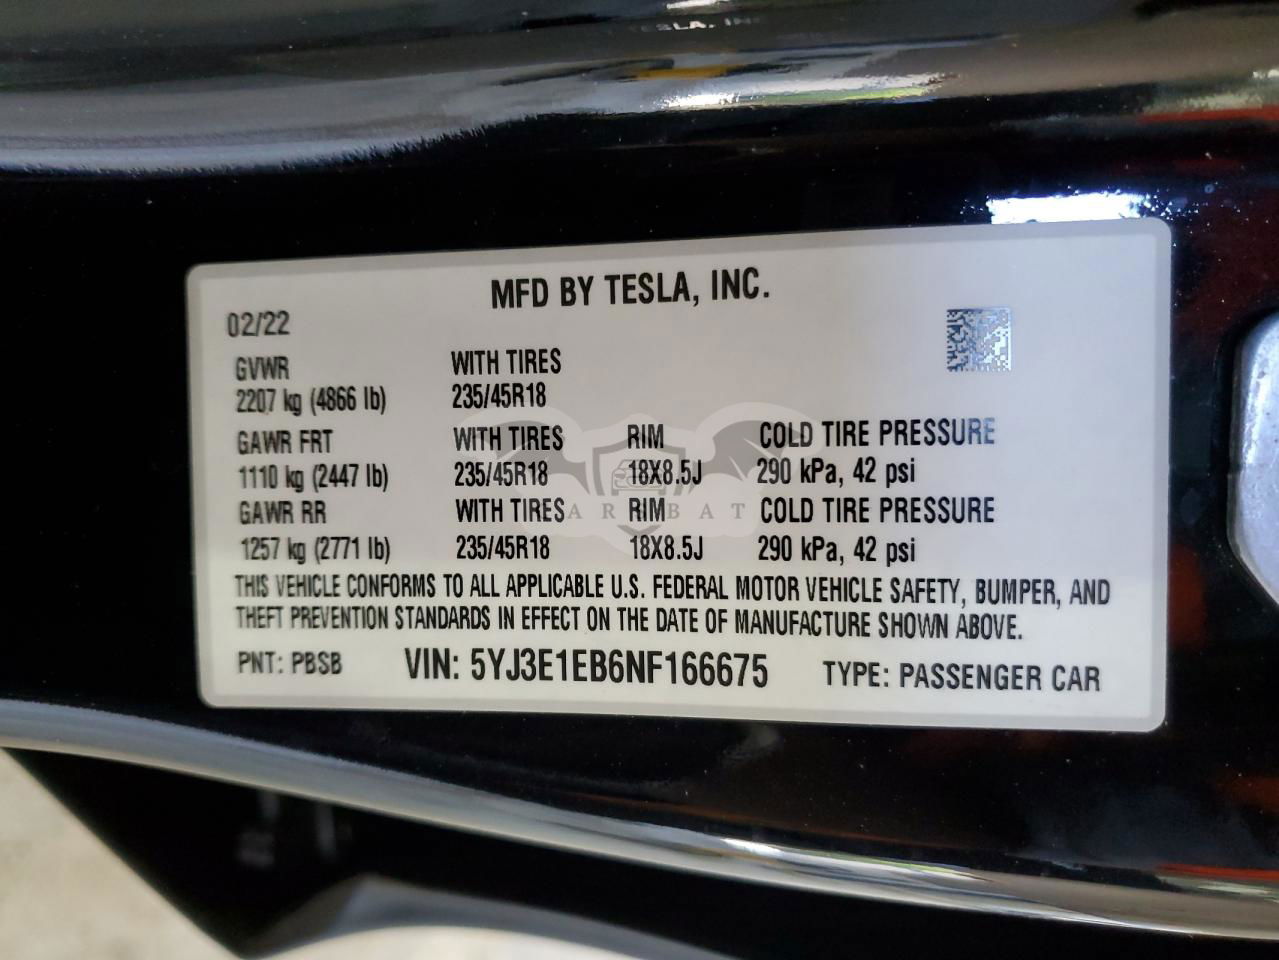 TESLA, INC
MFD BY TESLA, INC.
02/22
GVWR WITH TIRES
2207 kg (4866 lb) 235/45R18
GAWR FRT WITH TIRES RIM COLD TIRE PRESSURE
1110 kg (2447 lb) 235/45R18 18X8.5J 290 kPa, 42 psi
GAWR RR WITH TIRES RIM COLD TIRE PRESSURE
1257 kg (2771 lb) 235/45R18 18X8.5J 290 kPa, 42 psi
THIS VEHICLE CONFORMS TO ALL APPLICABLE U.S. FEDERAL MOTOR VEHICLE SAFETY, BUMPER, AND
THEFT PREVENTION STANDARDS IN EFFECT ON THE DATE OF MANUFACTURE SHOWN ABOVE.
PNT: PBSB VIN: 5YJ3E1EB6NF166675 TYPE: PASSENGER CAR